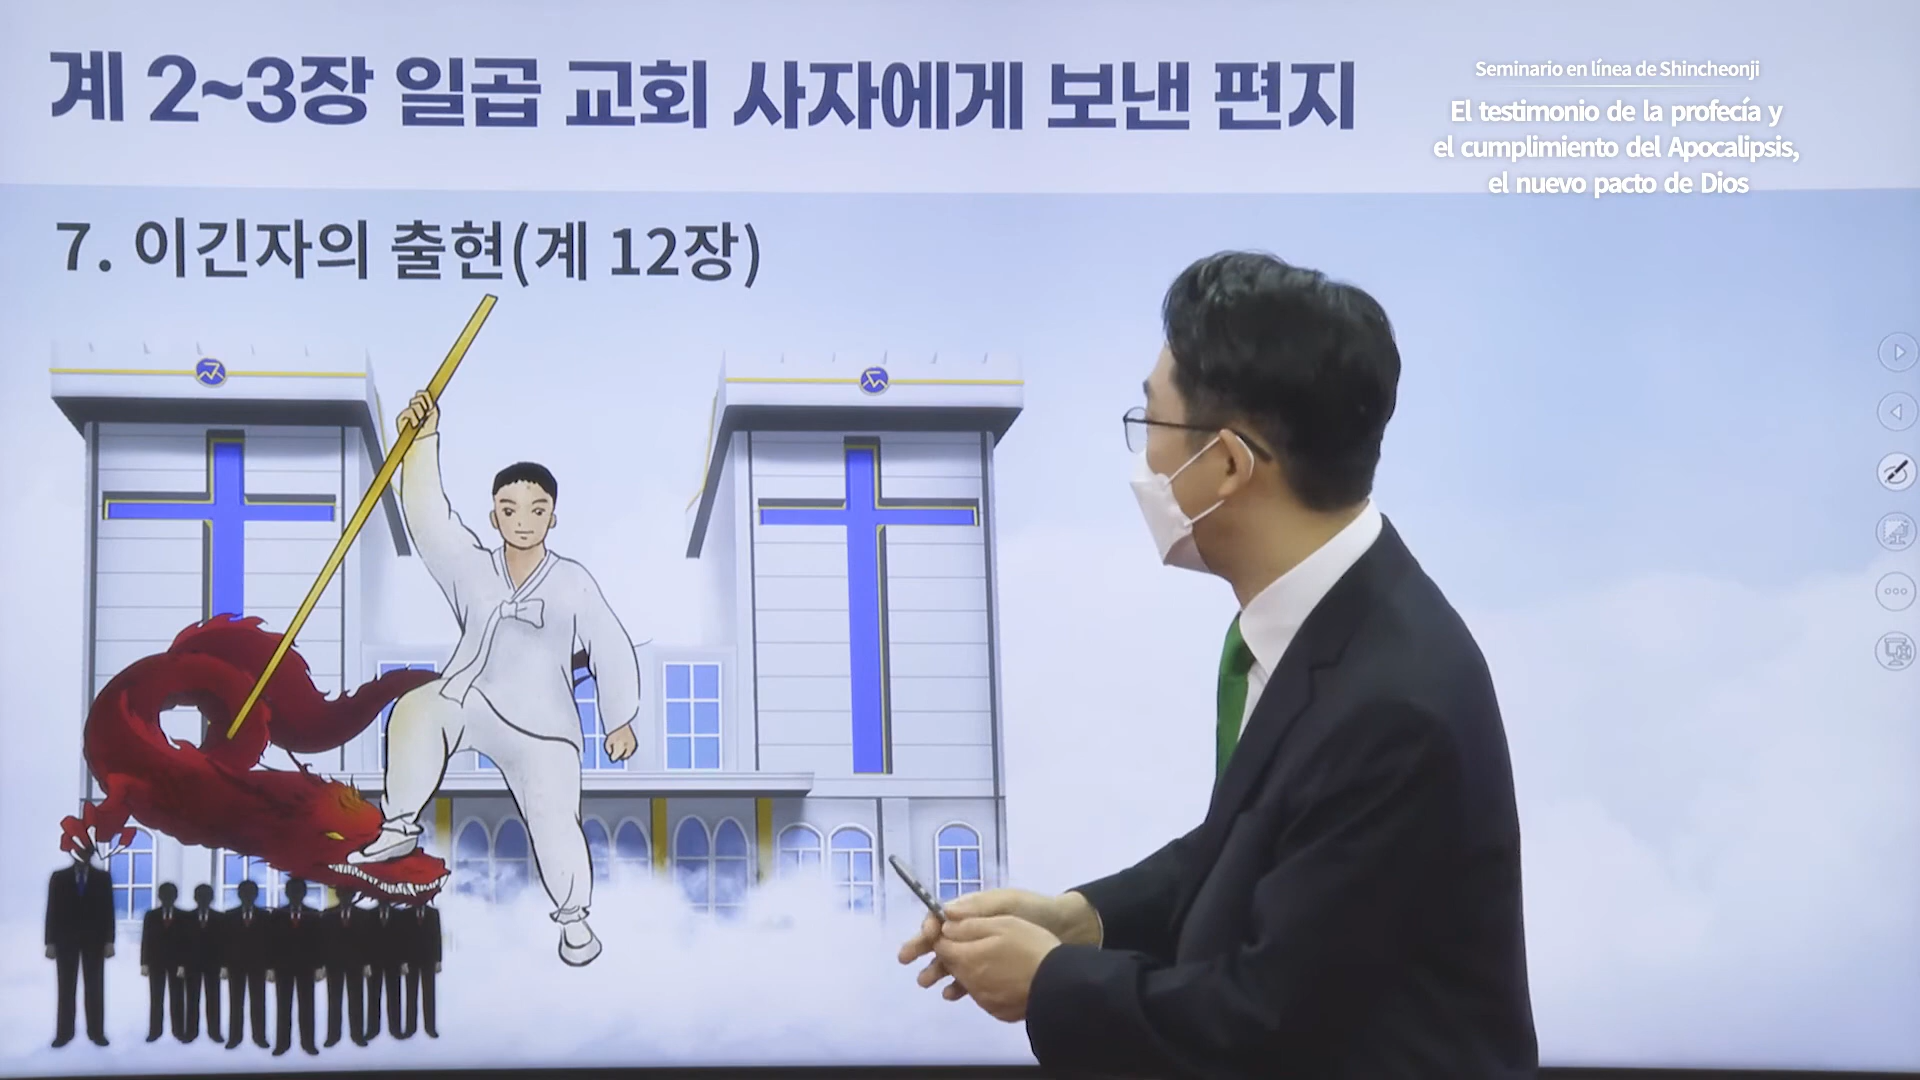 계 2~3장 일곱 교회 사자에게 보낸 편지
Seminario en línea de Shincheonji
El testimonio de la profecía y
el cumplimiento del Apocalipsis,
el nuevo pacto de Dios
7. 이긴자의 출현(계 12장)